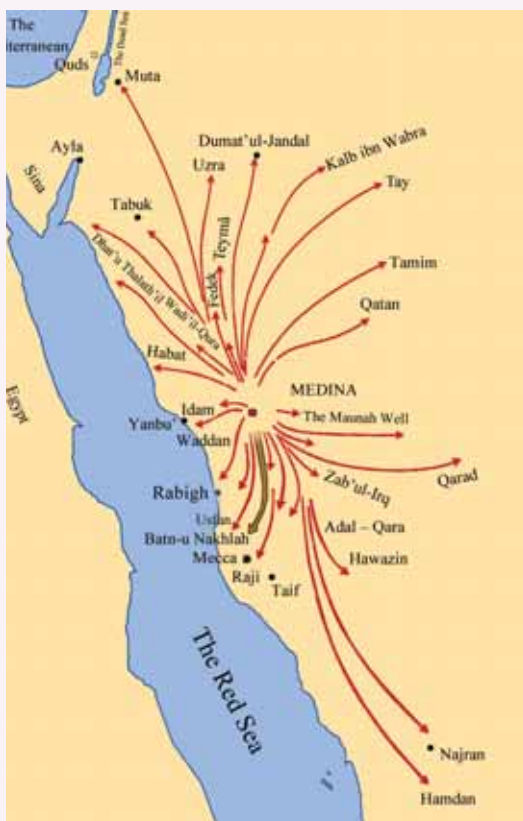 The
iterranean
The Dead Sea
Quds
Muta
Ayla
Sina
Tabuk
Dumat'ul-Jandal
Uzra
Kalb ibn Wabra
Tay
Teymâ
Fedek
Dhat'u Thalath'il Wadi'il-Qura
Tamim
Qatan
Habat
Egypt
MEDINA
Idam
Yanbu'
Waddan
The Maunah Well
Zab'ul-Irq
Qarad
Rabigh
Usfan
Batn-u Nakhlah
Adal – Qara
Mecca
Hawazin
Raji
Taif
The Red Sea
Najran
Hamdan